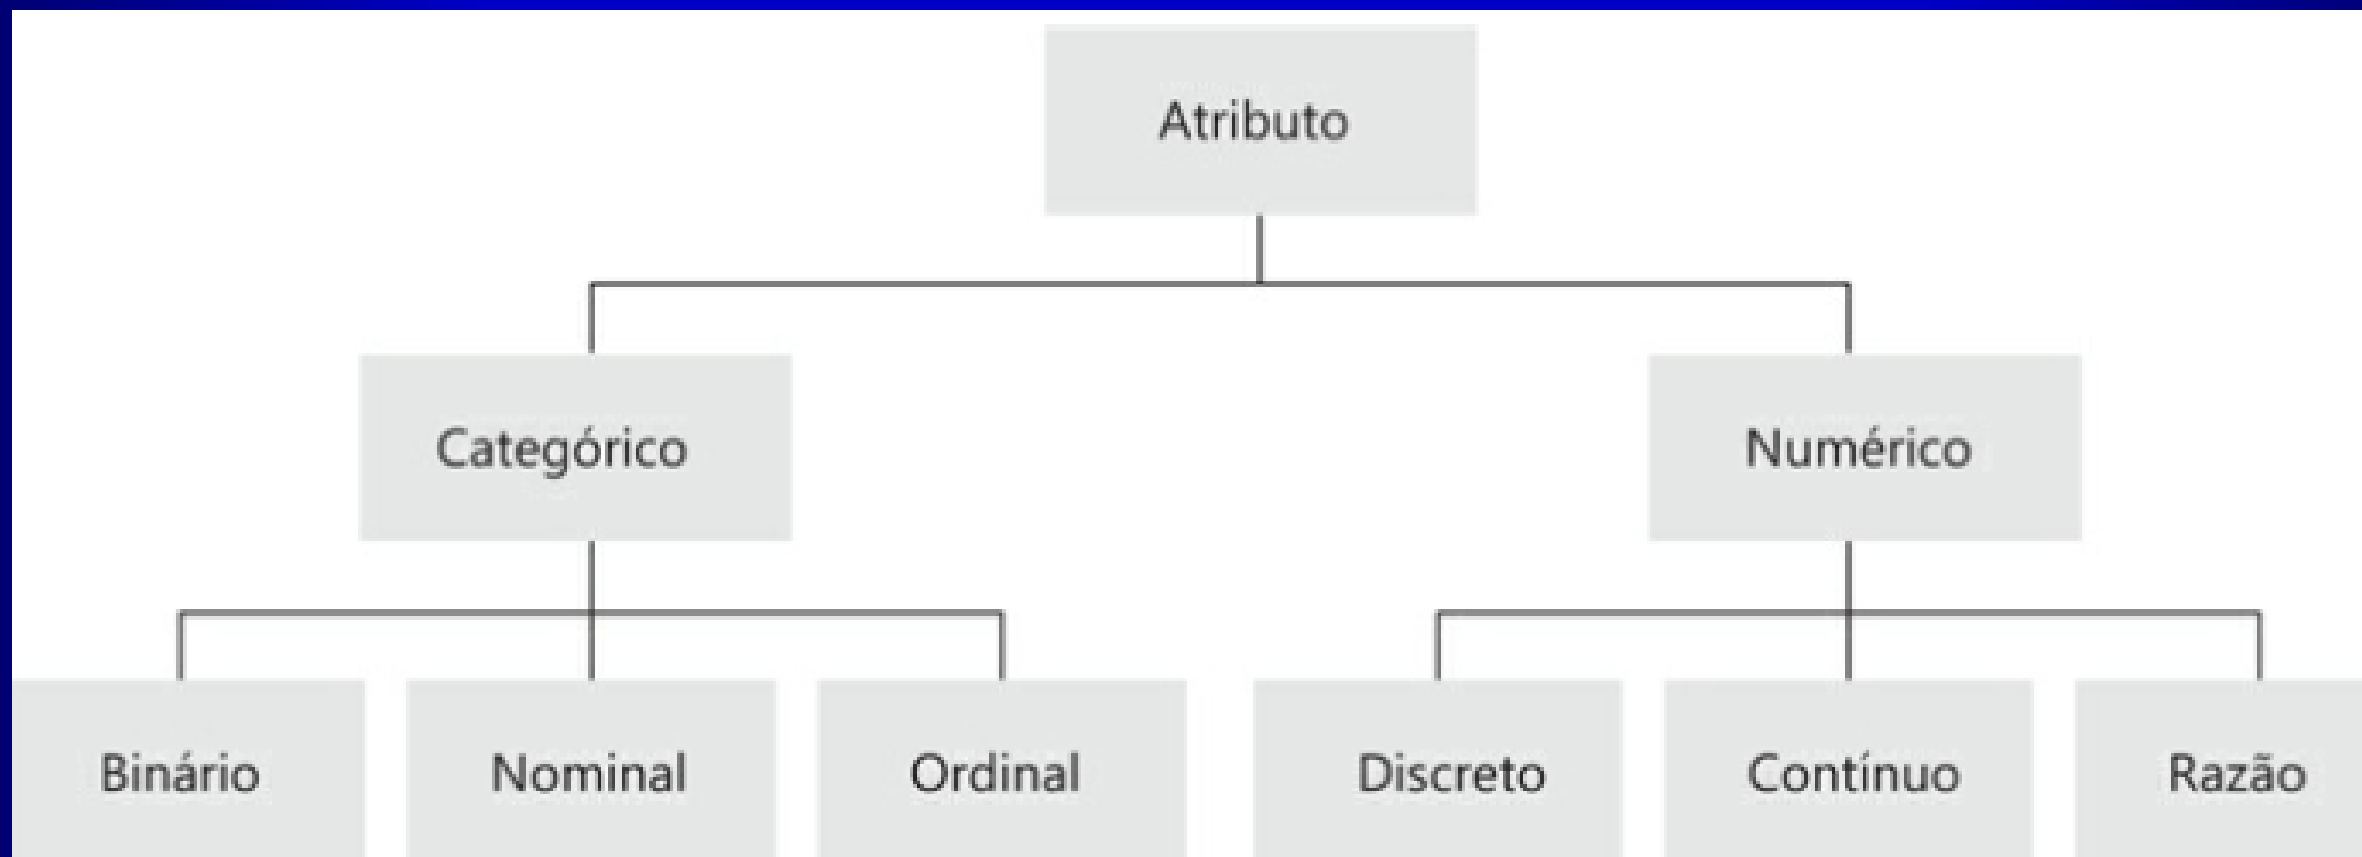 Atributo
Categórico
Numérico
Binário
Nominal
Ordinal
Discreto
Contínuo
Razão